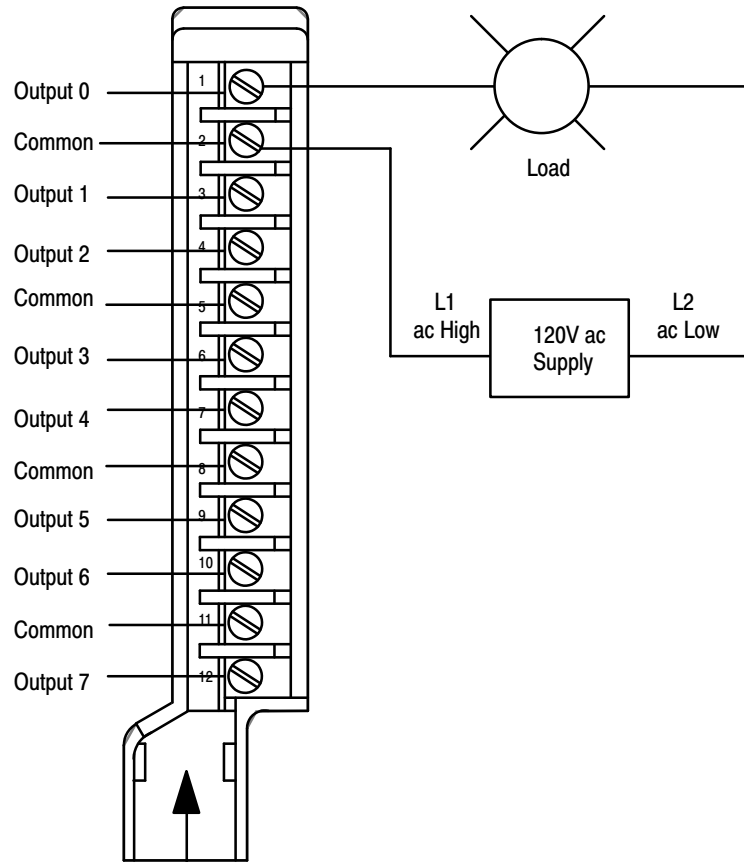 Output 0
1
Common
2
Output 1
3
Output 2
4
Common
5
Output 3
6
Output 4
7
Common
8
Output 5
9
Output 6
10
Common
11
Output 7
12
Load
L1
ac High
120V ac
Supply
L2
ac Low